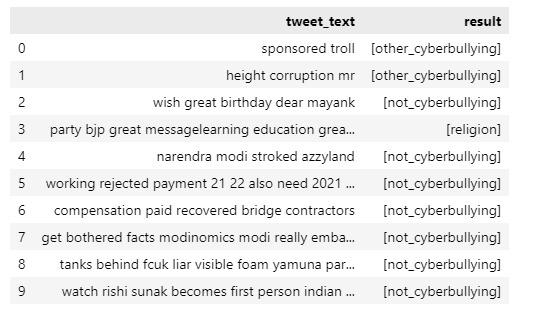 tweet_text result
0 sponsored troll [other_cyberbullying]
1 height corruption mr [other_cyberbullying]
2 wish great birthday dear mayank [not_cyberbullying]
3 party bjp great messagelearning education grea... [religion]
4 narendra modi stroked azzyland [not_cyberbullying]
5 working rejected payment 21 22 also need 2021 ... [not_cyberbullying]
6 compensation paid recovered bridge contractors [not_cyberbullying]
7 get bothered facts modinomics modi really emba... [not_cyberbullying]
8 tanks behind fcuk liar visible foam yamuna par... [not_cyberbullying]
9 watch rishi sunak becomes first person indian ... [not_cyberbullying]